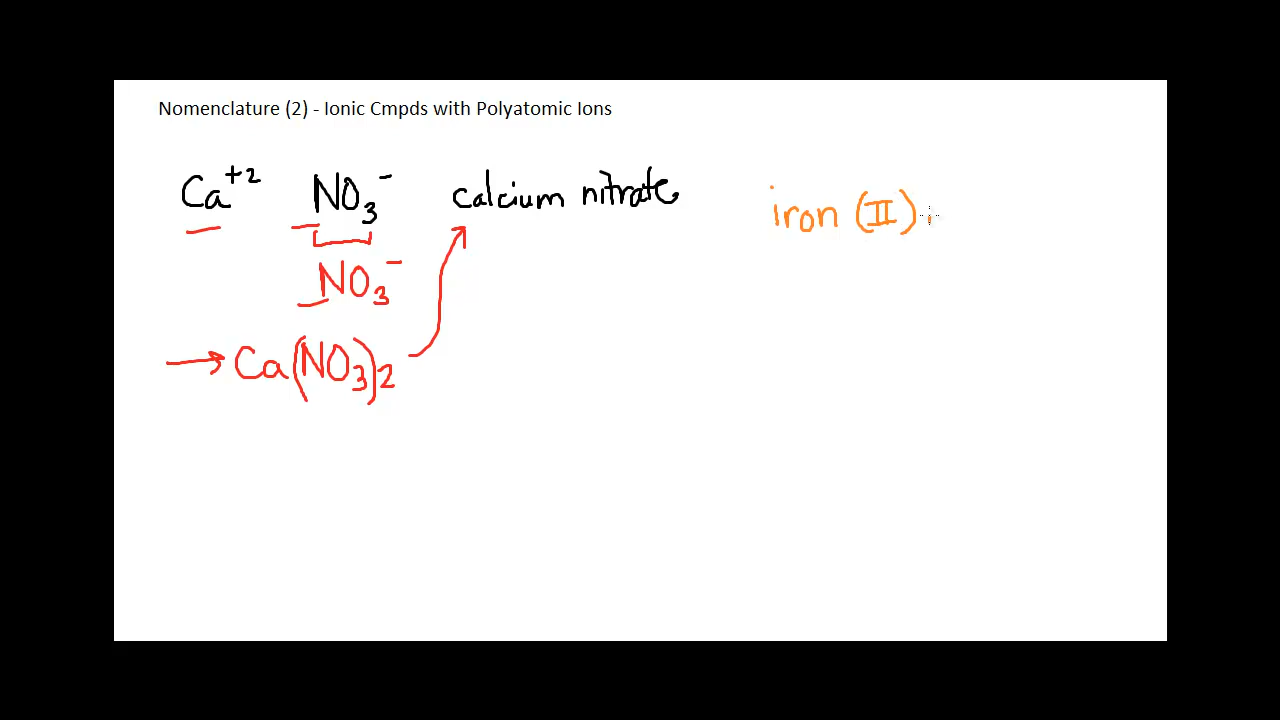 Nomenclature (2) - Ionic Cmpds with Polyatomic Ions
Ca⁺² NO₃⁻ calcium nitrate
iron (II)
NO₃⁻
Ca(NO₃)₂